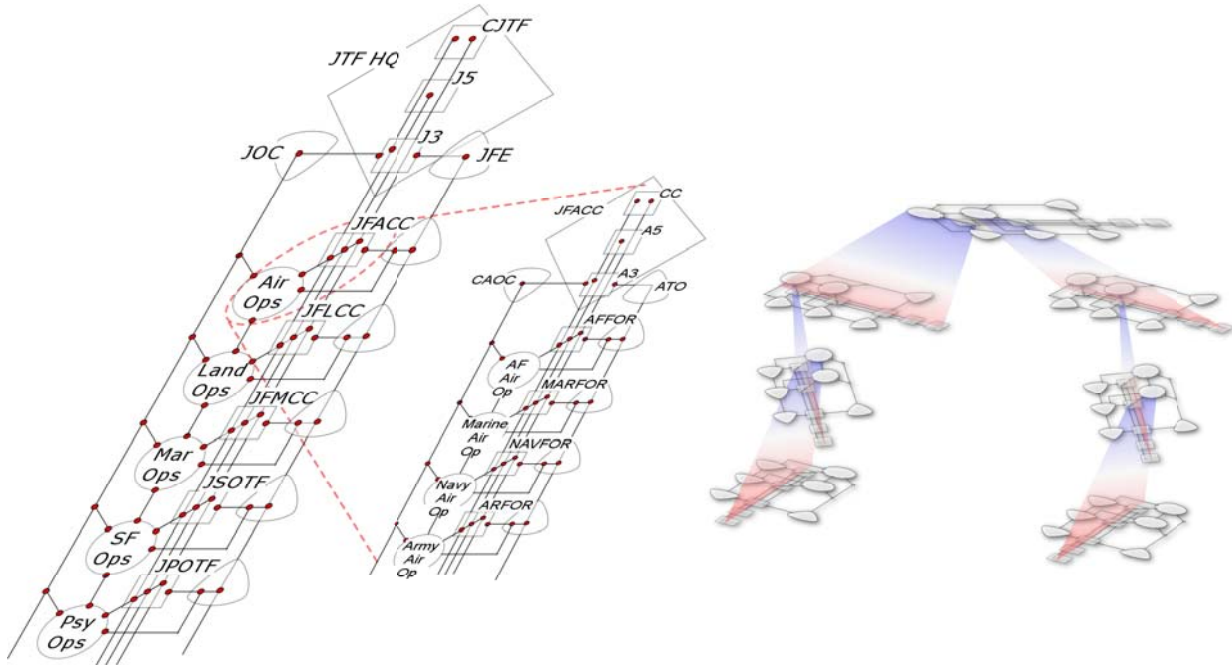 CJTF
JTF HQ
J5
J3
JOC
JFE
JFACC
Air
Ops
JFLCC
Land
Ops
JFMCC
Mar
Ops
JSOTF
SF
Ops
JPOTF
Psy
Ops
CC
JFACC
A5
A3
CAOC
ATO
AFFOR
AF
Air
Op
MARFOR
Marine
Air
Op
NAVFOR
Navy
Air
Op
ARFOR
Army
Air
Op